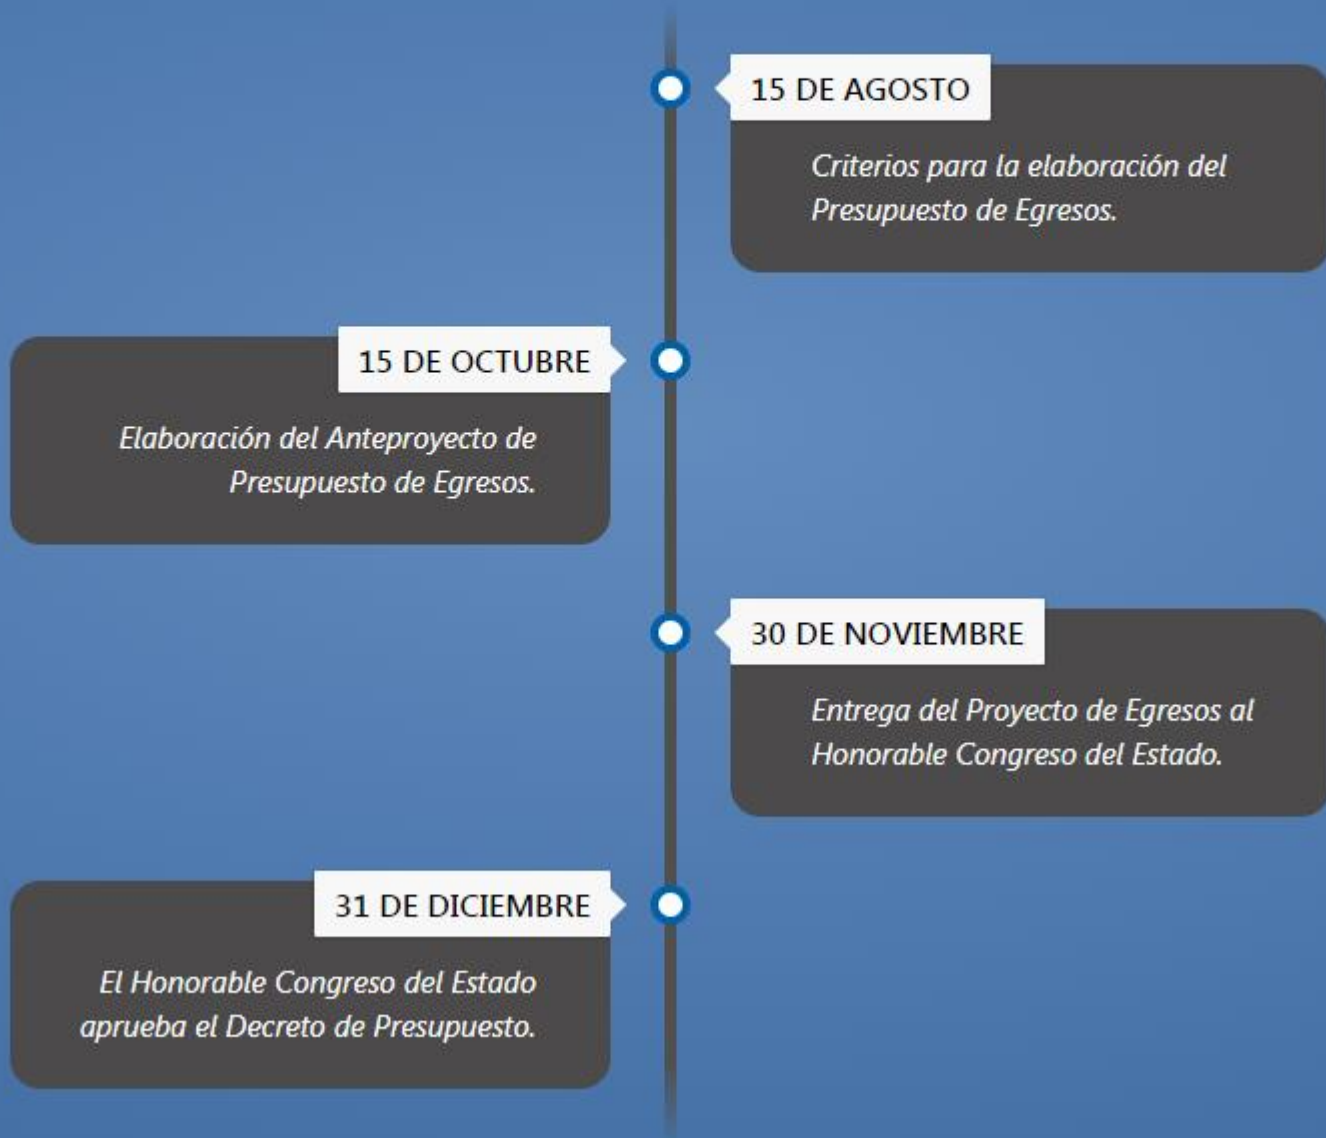 15 DE AGOSTO
Criterios para la elaboración del
Presupuesto de Egresos.
15 DE OCTUBRE
Elaboración del Anteproyecto de
Presupuesto de Egresos.
30 DE NOVIEMBRE
Entrega del Proyecto de Egresos al
Honorable Congreso del Estado.
31 DE DICIEMBRE
El Honorable Congreso del Estado
aprueba el Decreto de Presupuesto.